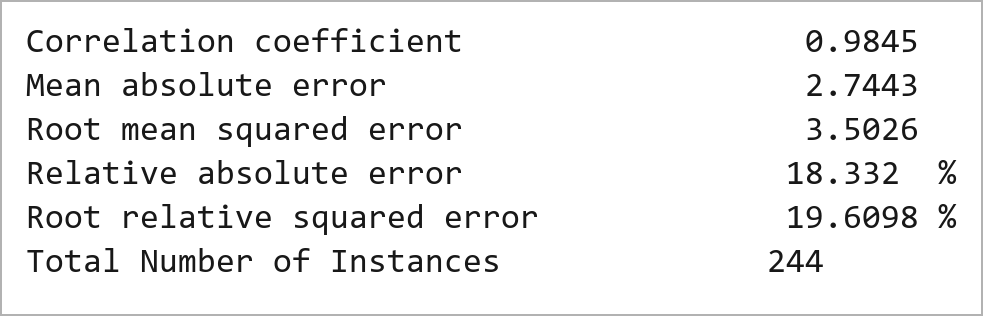 Correlation coefficient                  0.9845
Mean absolute error                      2.7443
Root mean squared error                  3.5026
Relative absolute error                 18.332  %
Root relative squared error             19.6098 %
Total Number of Instances              244